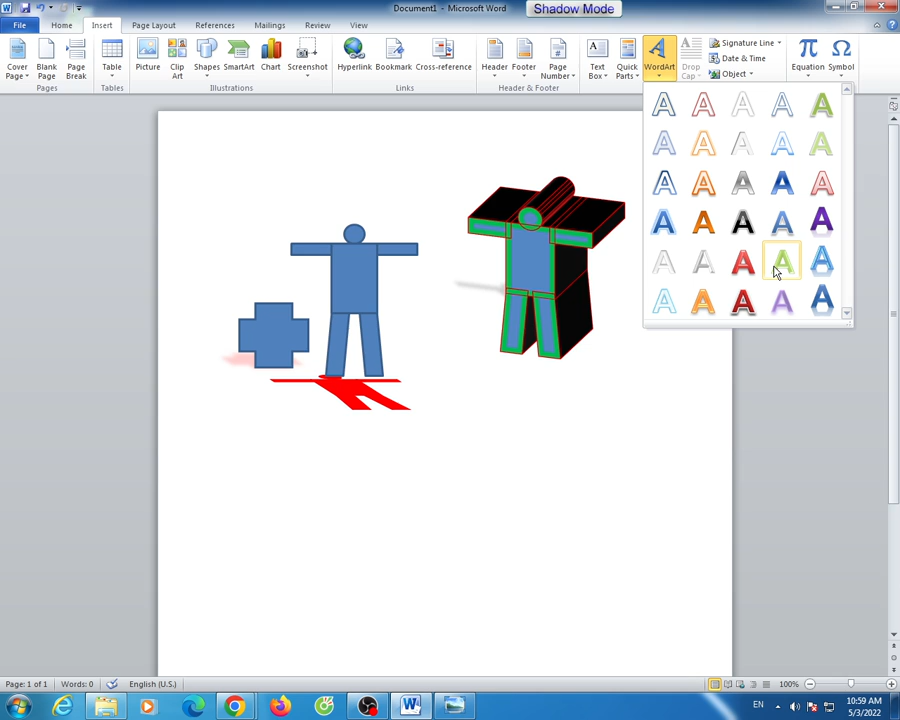 Document1 - Microsoft Word
Shadow Mode
File Home Insert Page Layout References Mailings Review View
Cover Page Blank Page Page Break
Table
Picture Clip Art Shapes SmartArt Chart Screenshot
Hyperlink Bookmark Cross-reference
Header Footer Page Number
Text Box Quick Parts WordArt Drop Cap
Signature Line
Date & Time
Object
Equation Symbol
Pages Tables Illustrations Links Header & Footer
A A A A A
A A A A A
A A A A A
A A A A A
A A A A A
A A A A A
Page: 1 of 1 Words: 0 English (U.S.) 100%
EN 10:59 AM
5/3/2022